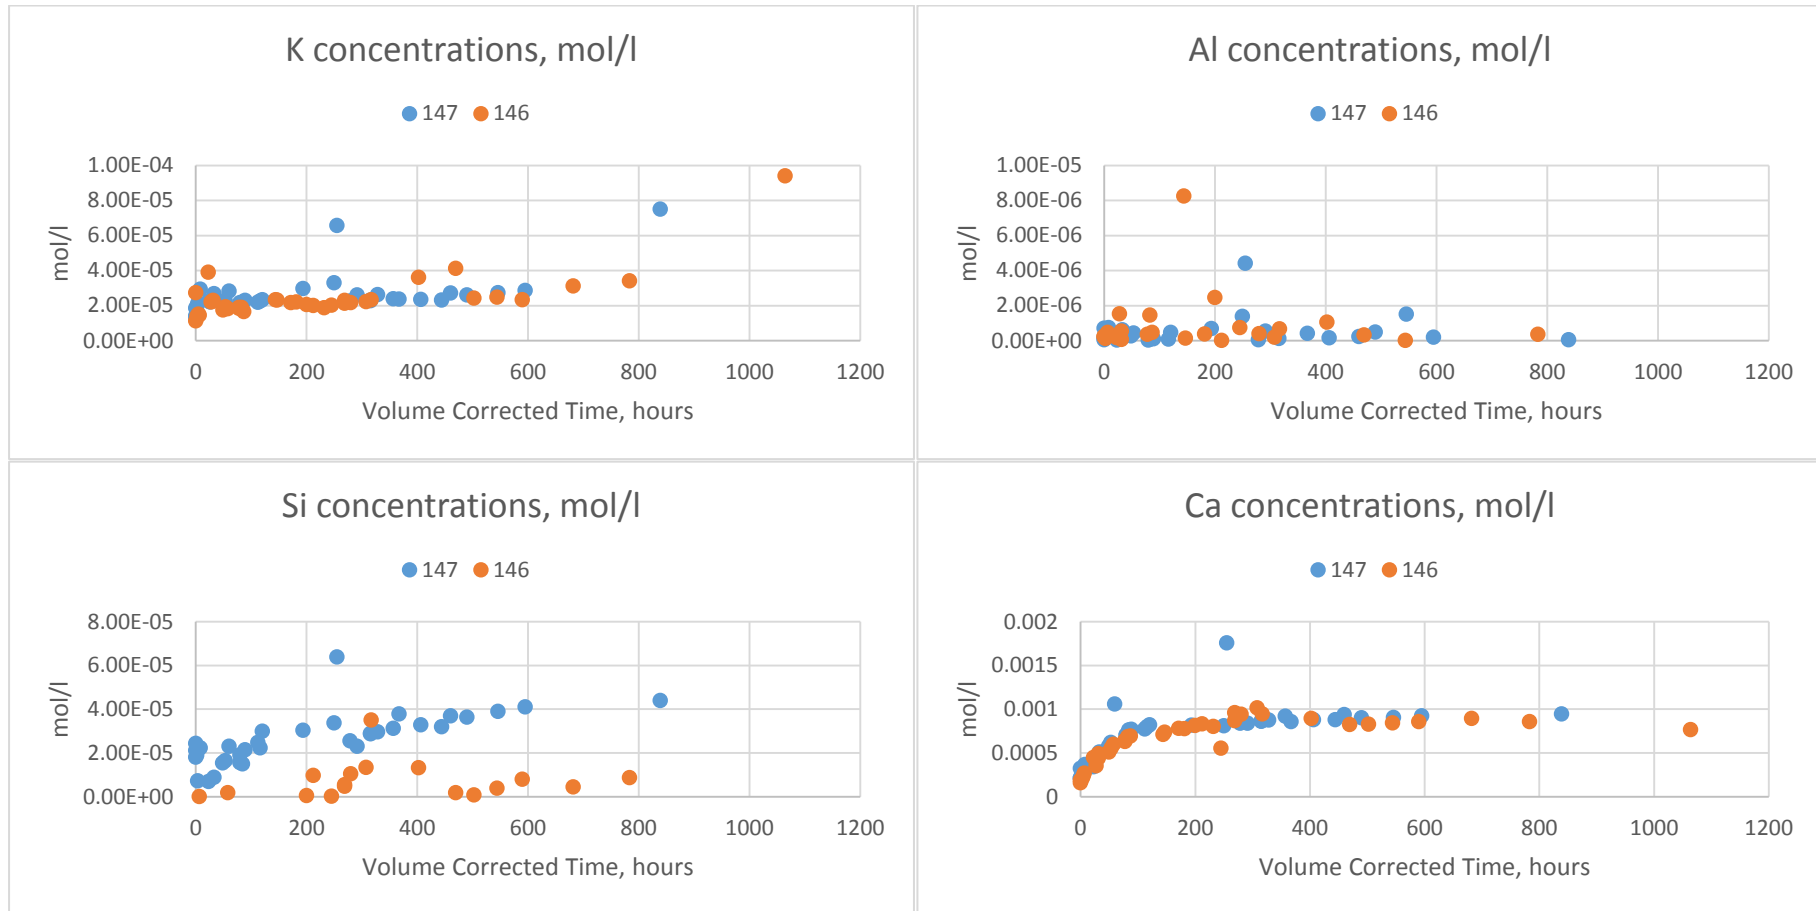 K concentrations, mol/l
147 146
1.00E-04
8.00E-05
6.00E-05
4.00E-05
2.00E-05
0.00E+00
mol/l
0 200 400 600 800 1000 1200
Volume Corrected Time, hours
Al concentrations, mol/l
147 146
1.00E-05
8.00E-06
6.00E-06
4.00E-06
2.00E-06
0.00E+00
mol/l
0 200 400 600 800 1000 1200
Volume Corrected Time, hours
Si concentrations, mol/l
147 146
8.00E-05
6.00E-05
4.00E-05
2.00E-05
0.00E+00
mol/l
0 200 400 600 800 1000 1200
Volume Corrected Time, hours
Ca concentrations, mol/l
147 146
0.002
0.0015
0.001
0.0005
0
mol/l
0 200 400 600 800 1000 1200
Volume Corrected Time, hours